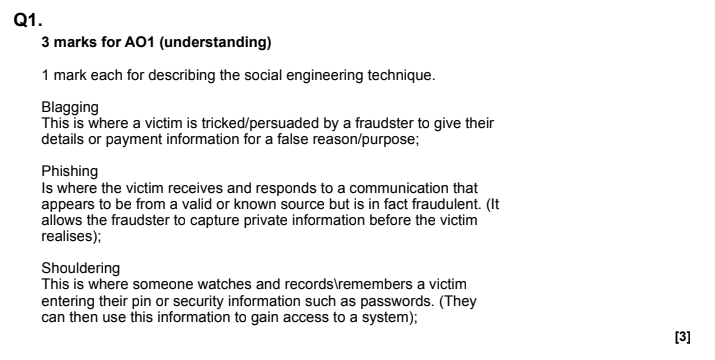 Q1.
3 marks for AO1 (understanding)
1 mark each for describing the social engineering technique.
Blagging
This is where a victim is tricked/persuaded by a fraudster to give their
details or payment information for a false reason/purpose;
Phishing
Is where the victim receives and responds to a communication that
appears to be from a valid or known source but is in fact fraudulent. (It
allows the fraudster to capture private information before the victim
realises);
Shouldering
This is where someone watches and records\remembers a victim
entering their pin or security information such as passwords. (They
can then use this information to gain access to a system);
[3]